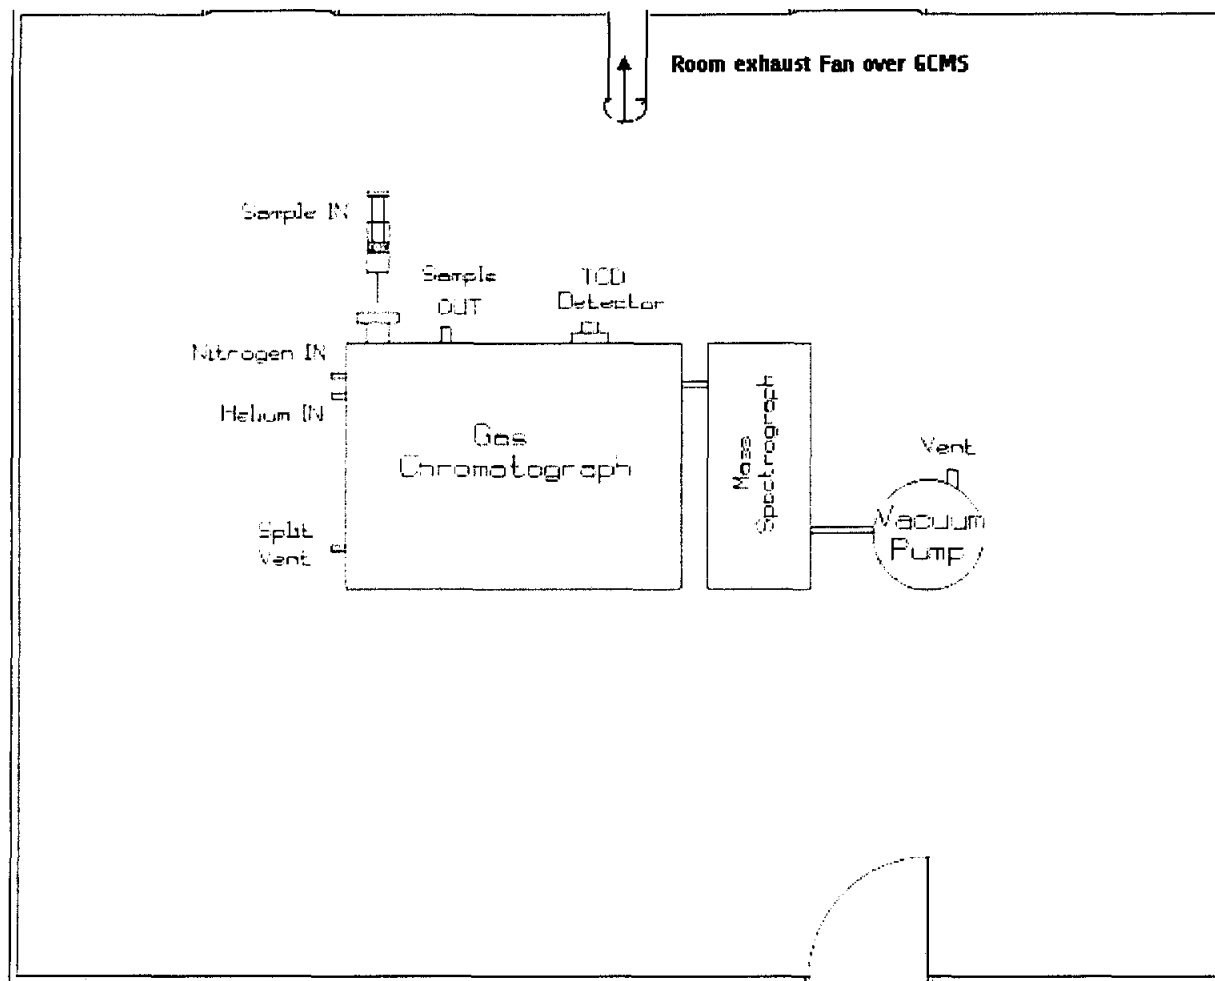 Room exhaust Fan over GCMS
Sample IN
Sample
OUT
TCD
Detector
Nitrogen IN
Helium IN
Gas
Chromatograph
Mass
Spectrograph
Split
Vent
Vent
Vacuum
Pump